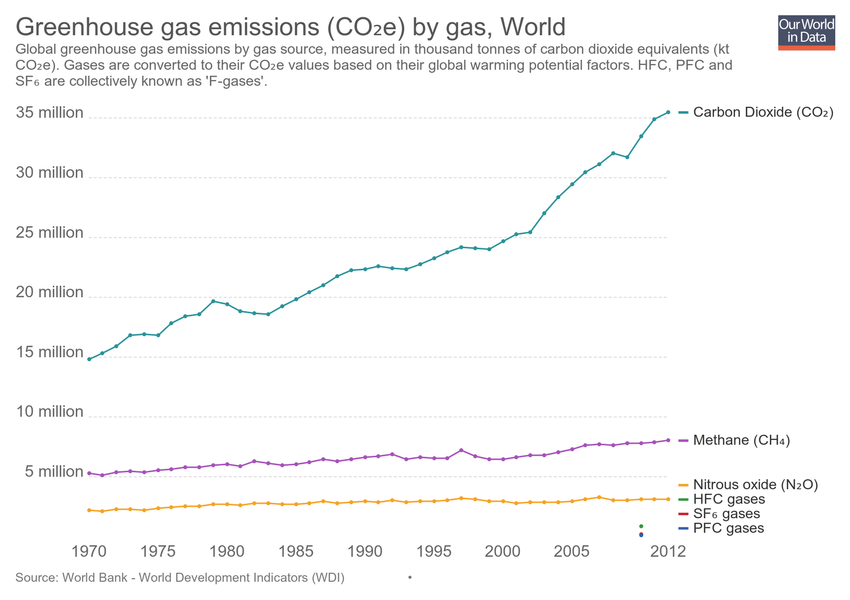 Greenhouse gas emissions (CO₂e) by gas, World
Our World
in Data
Global greenhouse gas emissions by gas source, measured in thousand tonnes of carbon dioxide equivalents (kt
CO₂e). Gases are converted to their CO₂e values based on their global warming potential factors. HFC, PFC and
SF₆ are collectively known as 'F-gases'.
35 million
30 million
25 million
20 million
15 million
10 million
5 million
Carbon Dioxide (CO₂)
Methane (CH₄)
Nitrous oxide (N₂O)
HFC gases
SF₆ gases
PFC gases
1970 1975 1980 1985 1990 1995 2000 2005 2012
Source: World Bank - World Development Indicators (WDI) •